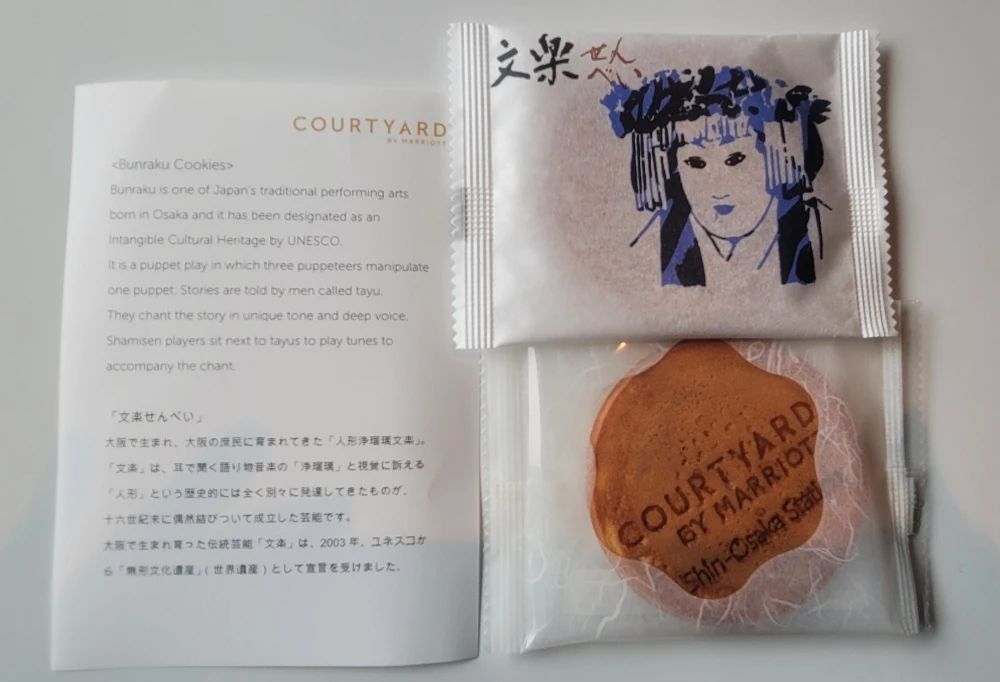 COURTYARD
BY MARRIOTT
<Bunraku Cookies>
Bunraku is one of Japan's traditional performing arts
born in Osaka and it has been designated as an
Intangible Cultural Heritage by UNESCO.
It is a puppet play in which three puppeteers manipulate
one puppet. Stories are told by men called tayu.
They chant the story in unique tone and deep voice.
Shamisen players sit next to tayus to play tunes to
accompany the chant.
「文楽せんべい」
大阪で生まれ、大阪の庶民に育まれてきた「人形浄瑠璃文楽」。
「文楽」は、耳で聞く語り物音楽の「浄瑠璃」と視覚に訴える
「人形」という歴史的には全く別々に発達してきたものが、
十六世紀末に偶然結びついて成立した芸能です。
大阪で生まれ育った伝統芸能「文楽」は、2003 年、ユネスコか
ら「無形文化遺産」( 世界遺産 ) として宣言を受けました。
文楽
せん
べい
COURTYARD
BY MARRIOTT
Shin-Osaka Station